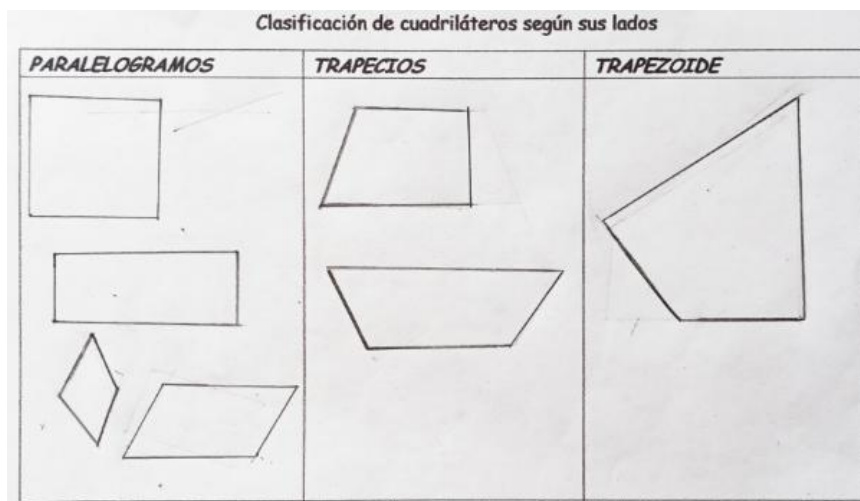 Clasificación de cuadriláteros según sus lados
PARALELOGRAMOS
TRAPECIOS
TRAPEZOIDE